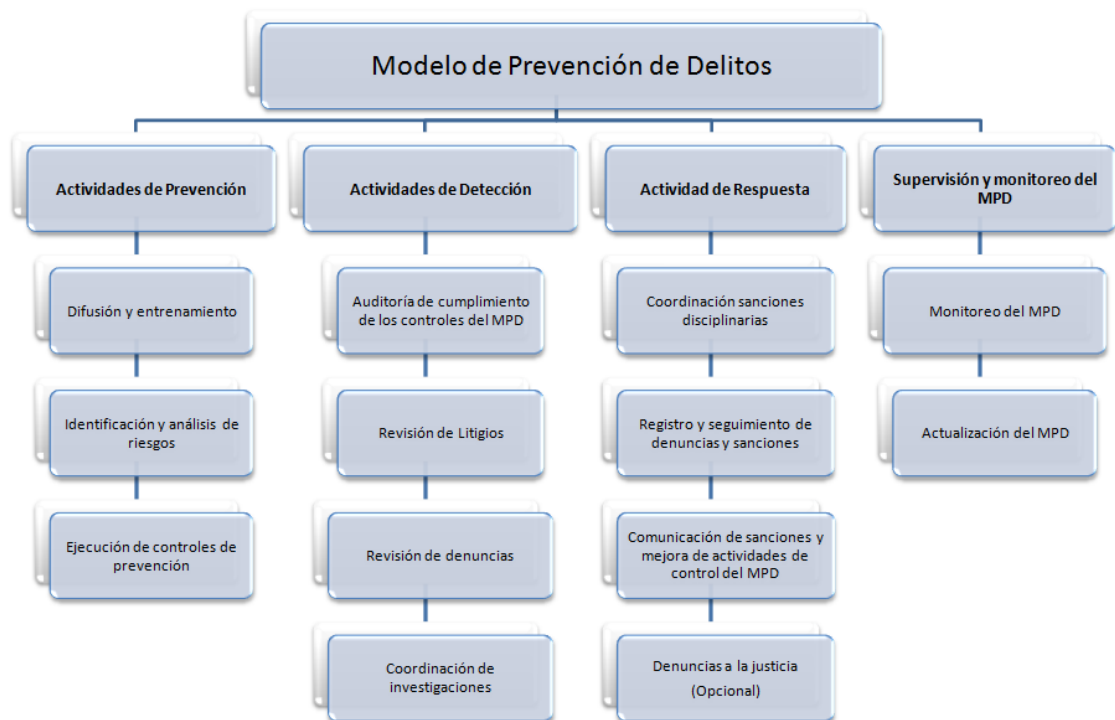 Modelo de Prevención de Delitos
Actividades de Prevención
Difusión y entrenamiento
Identificación y análisis de
riesgos
Ejecución de controles de
prevención
Actividades de Detección
Auditoría de cumplimiento
de los controles del MPD
Revisión de Litigios
Revisión de denuncias
Coordinación de
investigaciones
Actividad de Respuesta
Coordinación sanciones
disciplinarias
Registro y seguimiento de
denuncias y sanciones
Comunicación de sanciones y
mejora de actividades de
control del MPD
Denuncias a la justicia
(Opcional)
Supervisión y monitoreo del
MPD
Monitoreo del MPD
Actualización del MPD